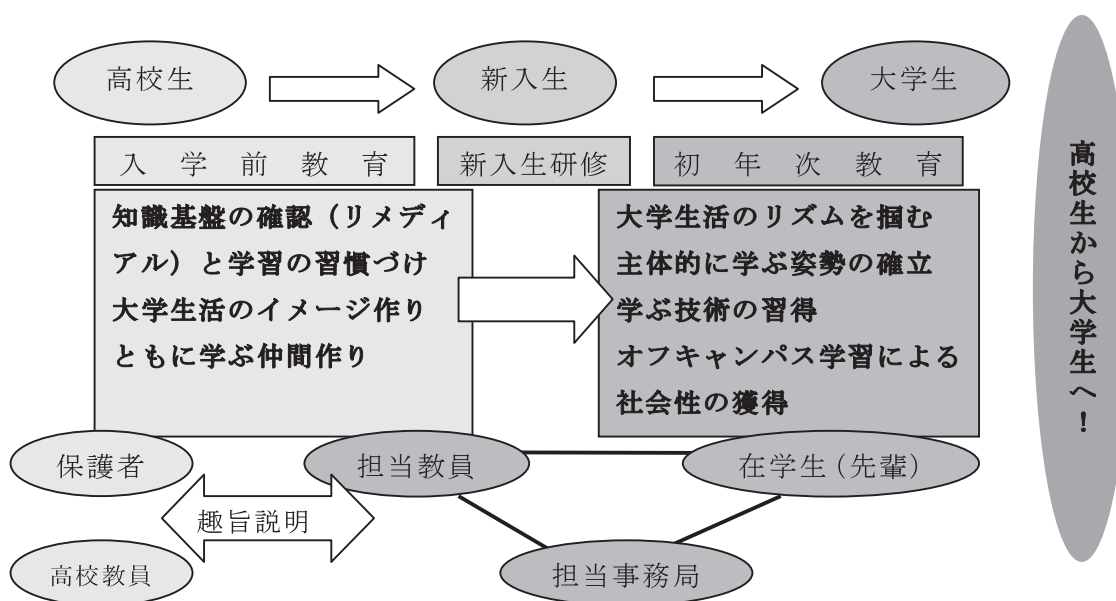 高校生
新入生
大学生
入学前教育
新入生研修
初年次教育
知識基盤の確認（リメディ
アル）と学習の習慣づけ
大学生活のイメージ作り
ともに学ぶ仲間作り
大学生活のリズムを掴む
主体的に学ぶ姿勢の確立
学ぶ技術の習得
オフキャンパス学習による
社会性の獲得
保護者
担当教員
在学生（先輩）
趣旨説明
高校教員
担当事務局
高校生から大学生へ！